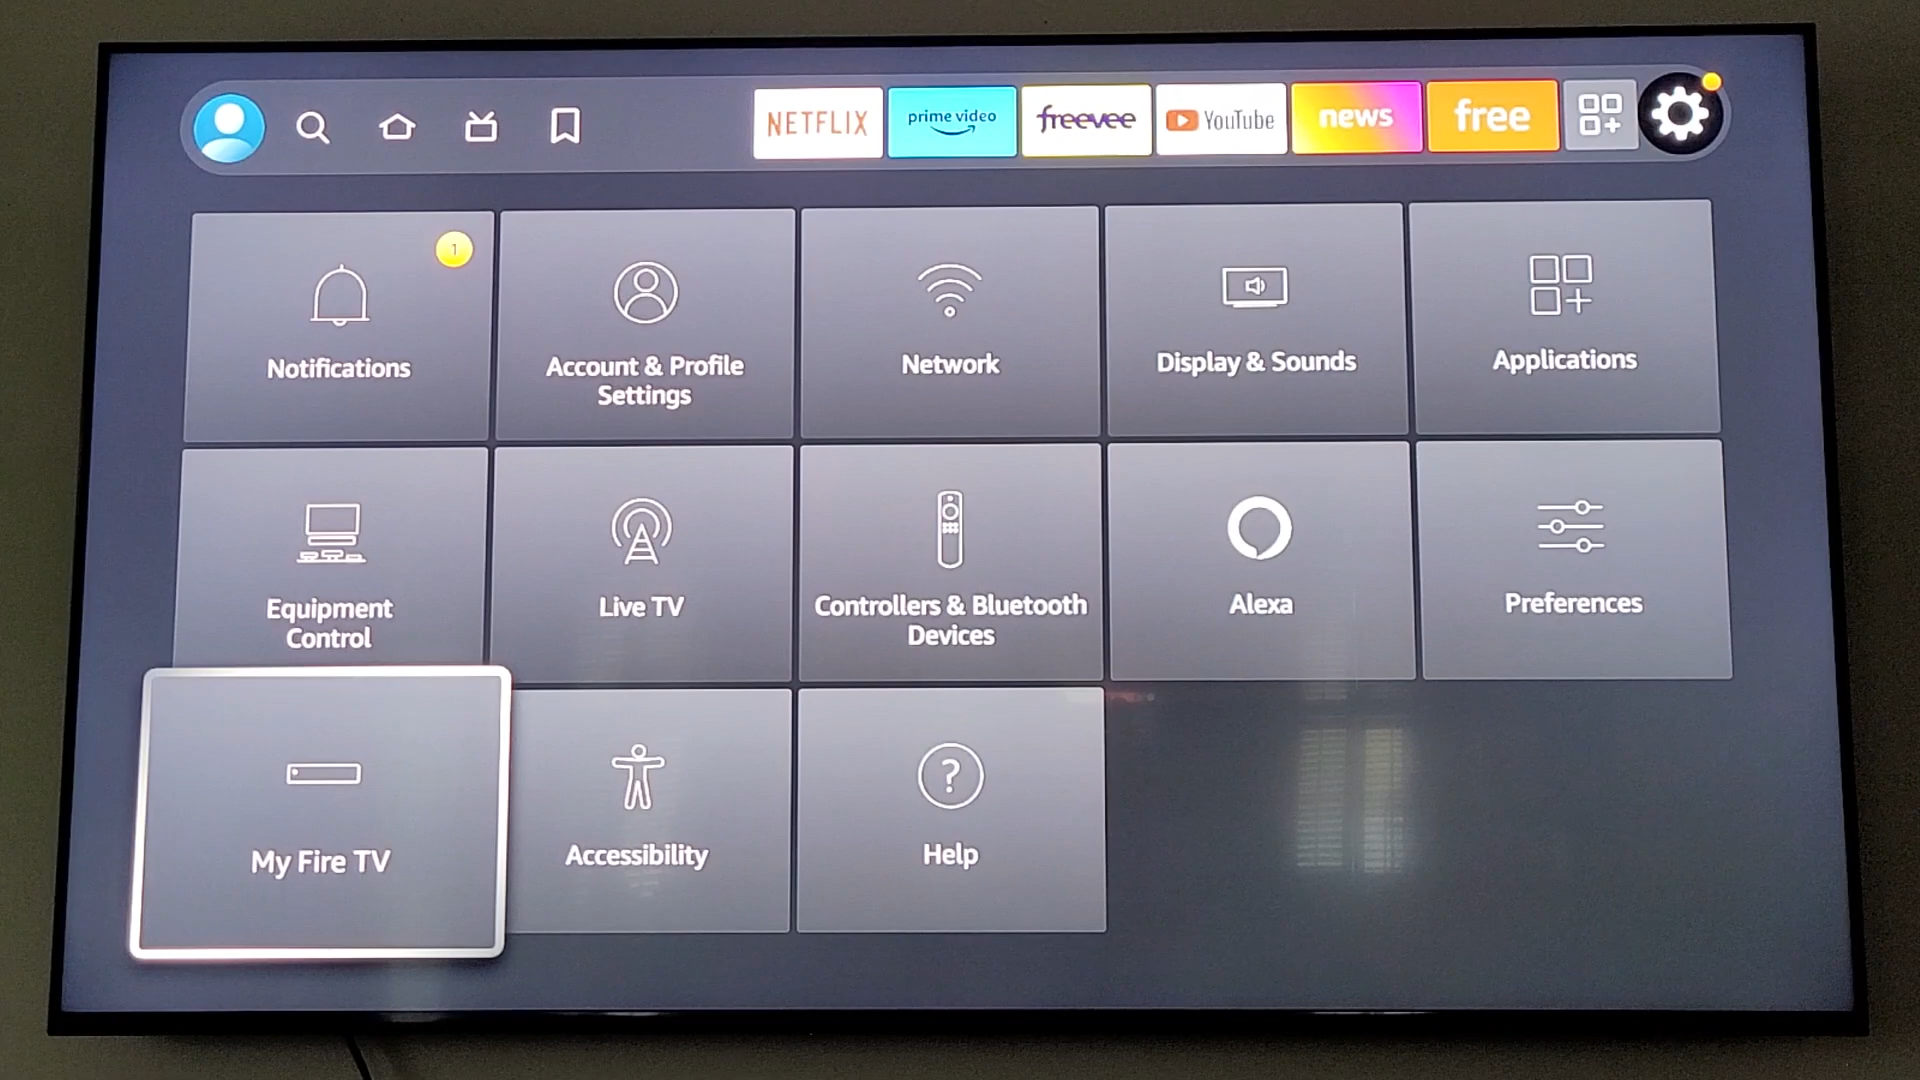 NETFLIX
prime video
freevee
YouTube
news
free
1
Notifications
Account & Profile
Settings
Network
Display & Sounds
Applications
Equipment
Control
Live TV
Controllers & Bluetooth
Devices
Alexa
Preferences
My Fire TV
Accessibility
?
Help